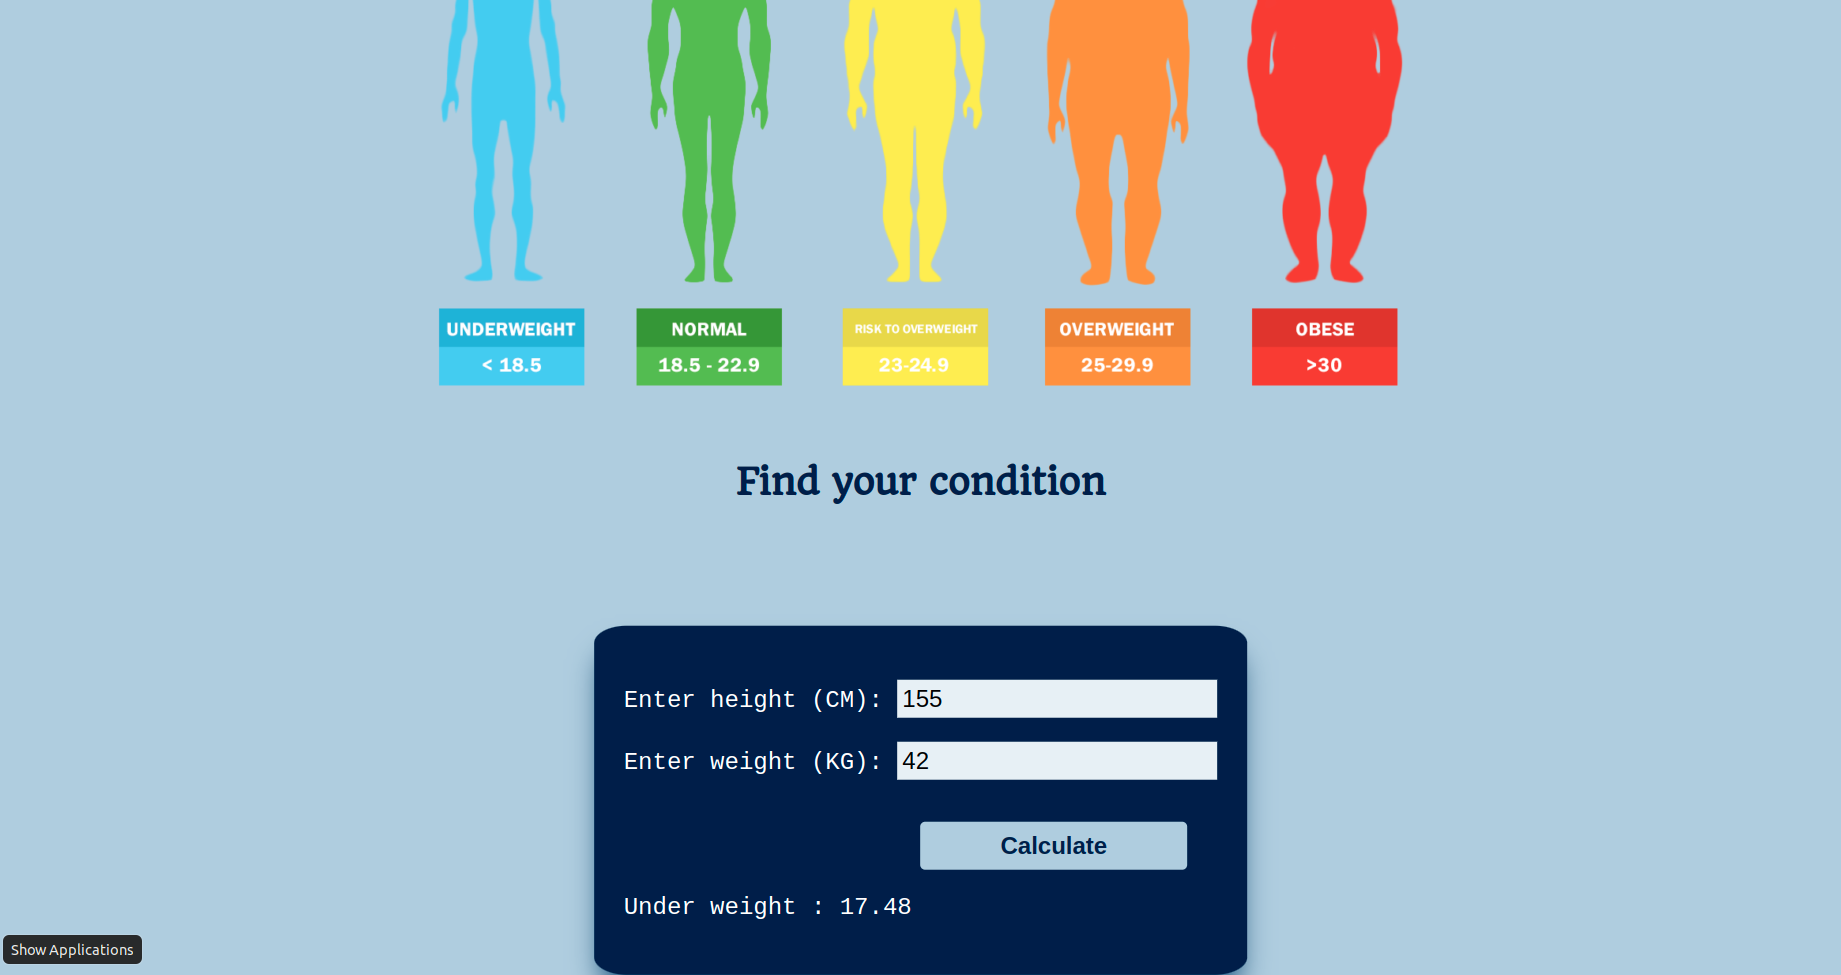 UNDERWEIGHT
< 18.5
NORMAL
18.5 - 22.9
RISK TO OVERWEIGHT
23-24.9
OVERWEIGHT
25-29.9
OBESE
>30
Find your condition
Enter height (CM): 155
Enter weight (KG): 42
Calculate
Under weight : 17.48
Show Applications